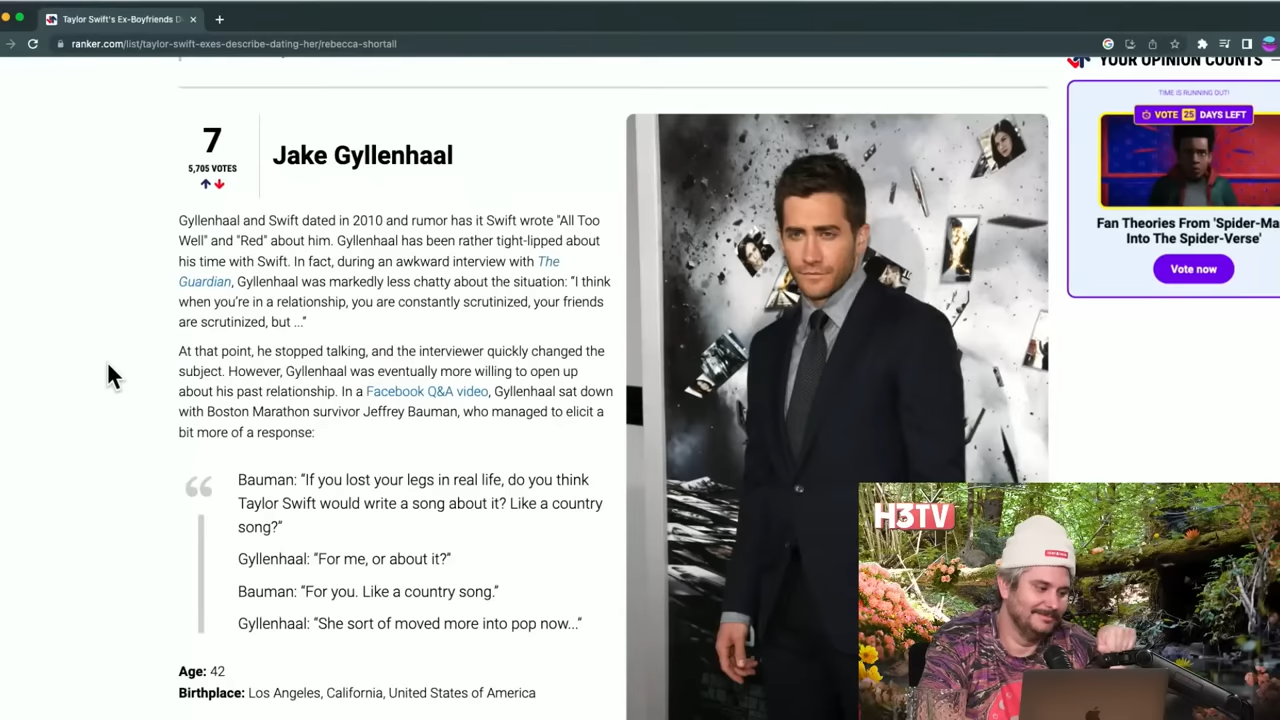 Taylor Swift's Ex-Boyfriends D
ranker.com/list/taylor-swift-exes-describe-dating-her/rebecca-shortall
YOUR OPINION COUNTS
7
5,705 VOTES
Jake Gyllenhaal
Gyllenhaal and Swift dated in 2010 and rumor has it Swift wrote "All Too
Well" and "Red" about him. Gyllenhaal has been rather tight-lipped about
his time with Swift. In fact, during an awkward interview with The
Guardian, Gyllenhaal was markedly less chatty about the situation: “I think
when you're in a relationship, you are constantly scrutinized, your friends
are scrutinized, but ...”
At that point, he stopped talking, and the interviewer quickly changed the
subject. However, Gyllenhaal was eventually more willing to open up
about his past relationship. In a Facebook Q&A video, Gyllenhaal sat down
with Boston Marathon survivor Jeffrey Bauman, who managed to elicit a
bit more of a response:
Bauman: “If you lost your legs in real life, do you think
Taylor Swift would write a song about it? Like a country
song?”
Gyllenhaal: “For me, or about it?”
Bauman: “For you. Like a country song.”
Gyllenhaal: “She sort of moved more into pop now...”
Age: 42
Birthplace: Los Angeles, California, United States of America
TIME IS RUNNING OUT!
VOTE 25 DAYS LEFT
Fan Theories From 'Spider-Ma
Into The Spider-Verse'
Vote now
H3TV